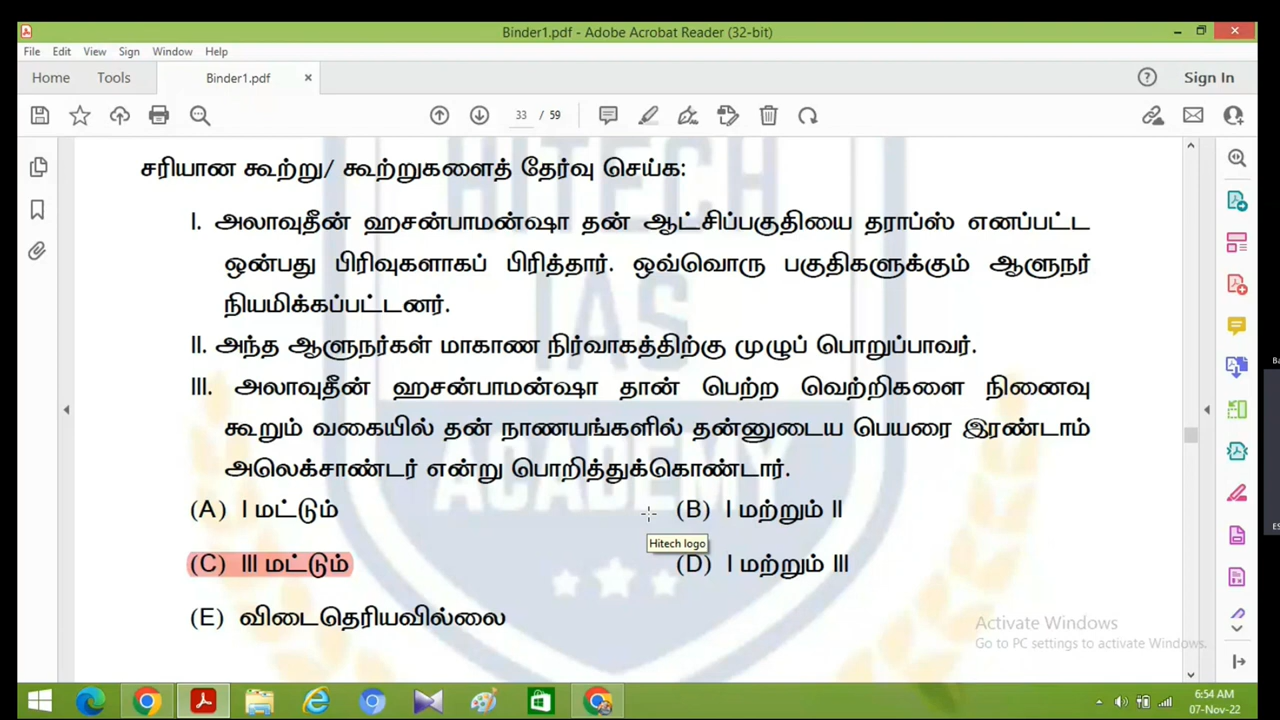 Binder1.pdf - Adobe Acrobat Reader (32-bit)
File Edit View Sign Window Help
Home Tools Binder1.pdf × Sign In
33 / 59
HITECH
IAS
ACADEMY
சரியான கூற்று/ கூற்றுகளைத் தேர்வு செய்க:
I. அலாவுதீன் ஹசன்பாமன்ஷா தன் ஆட்சிப்பகுதியை தராப்ஸ் எனப்பட்ட
ஒன்பது பிரிவுகளாகப் பிரித்தார். ஒவ்வொரு பகுதிகளுக்கும் ஆளுநர்
நியமிக்கப்பட்டனர்.
II. அந்த ஆளுநர்கள் மாகாண நிர்வாகத்திற்கு முழுப் பொறுப்பாவர்.
III. அலாவுதீன் ஹசன்பாமன்ஷா தான் பெற்ற வெற்றிகளை நினைவு
கூறும் வகையில் தன் நாணயங்களில் தன்னுடைய பெயரை இரண்டாம்
அலெக்சாண்டர் என்று பொறித்துக்கொண்டார்.
(A) I மட்டும் (B) I மற்றும் II
Hitech logo
(C) III மட்டும் (D) I மற்றும் III
(E) விடைதெரியவில்லை
Activate Windows
Go to PC settings to activate Windows.
6:54 AM
07-Nov-22